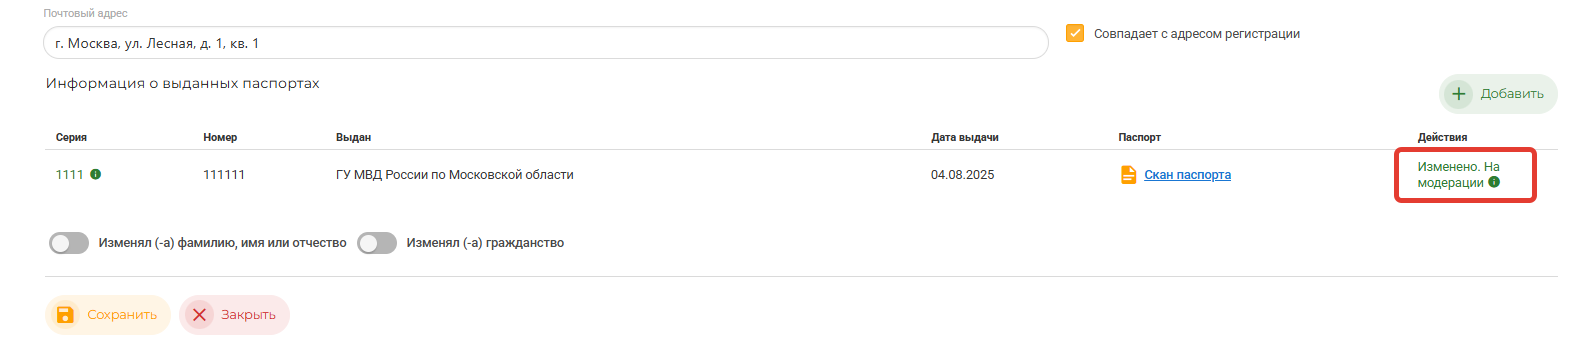 Почтовый адрес
г. Москва, ул. Лесная, д. 1, кв. 1
Совпадает с адресом регистрации
Информация о выданных паспортах
Добавить
Серия Номер Выдан Дата выдачи Паспорт Действия
1111 111111 ГУ МВД России по Московской области 04.08.2025 Скан паспорта Изменено. На
модерации
Изменял (-а) фамилию, имя или отчество Изменял (-а) гражданство
Сохранить Закрыть